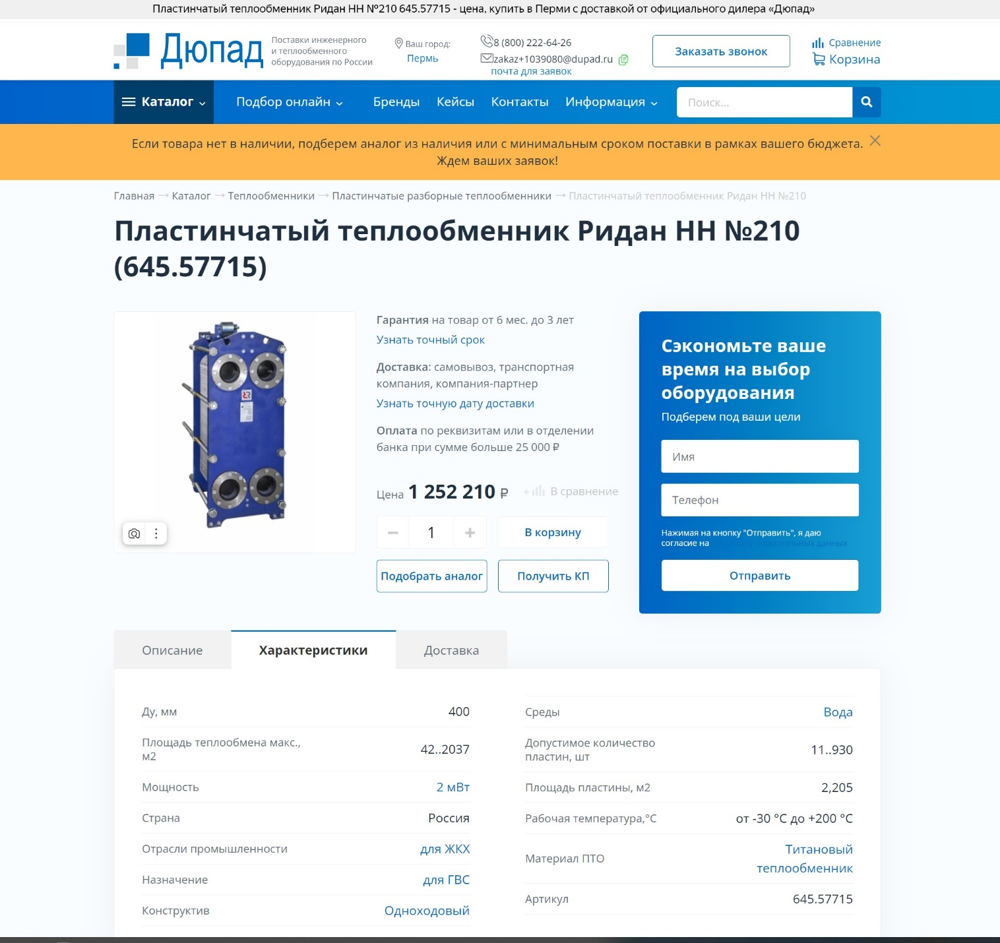 Пластинчатый теплообменник Ридан НН №210 645.57715 - цена, купить в Перми с доставкой от официального дилера «Дюпад»
Дюпад
Поставки инженерного
и теплообменного
оборудования по России
Ваш город:
Пермь
8 (800) 222-64-26
zakaz+1039080@dupad.ru
почта для заявок
Заказать звонок
Сравнение
Корзина
Каталог
Подбор онлайн
Бренды
Кейсы
Контакты
Информация
Поиск...
Если товара нет в наличии, подберем аналог из наличия или с минимальным сроком поставки в рамках вашего бюджета.
Ждем ваших заявок!
Главная → Каталог → Теплообменники → Пластинчатые разборные теплообменники → Пластинчатый теплообменник Ридан НН №210
Пластинчатый теплообменник Ридан НН №210
(645.57715)
Гарантия на товар от 6 мес. до 3 лет
Узнать точный срок
Доставка: самовывоз, транспортная
компания, компания-партнер
Узнать точную дату доставки
Оплата по реквизитам или в отделении
банка при сумме больше 25 000 ₽
Цена 1 252 210 ₽
+ В сравнение
− 1 +
В корзину
Подобрать аналог
Получить КП
Сэкономьте ваше
время на выбор
оборудования
Подберем под ваши цели
Имя
Телефон
Нажимая на кнопку "Отправить", я даю
согласие на обработку персональных данных
Отправить
Описание
Характеристики
Доставка
Ду, мм 400
Площадь теплообмена макс.,
м2 42..2037
Мощность 2 мВт
Страна Россия
Отрасли промышленности для ЖКХ
Назначение для ГВС
Конструктив Одноходовый
Среды Вода
Допустимое количество
пластин, шт 11..930
Площадь пластины, м2 2,205
Рабочая температура,°C от -30 °C до +200 °C
Материал ПТО Титановый
теплообменник
Артикул 645.57715